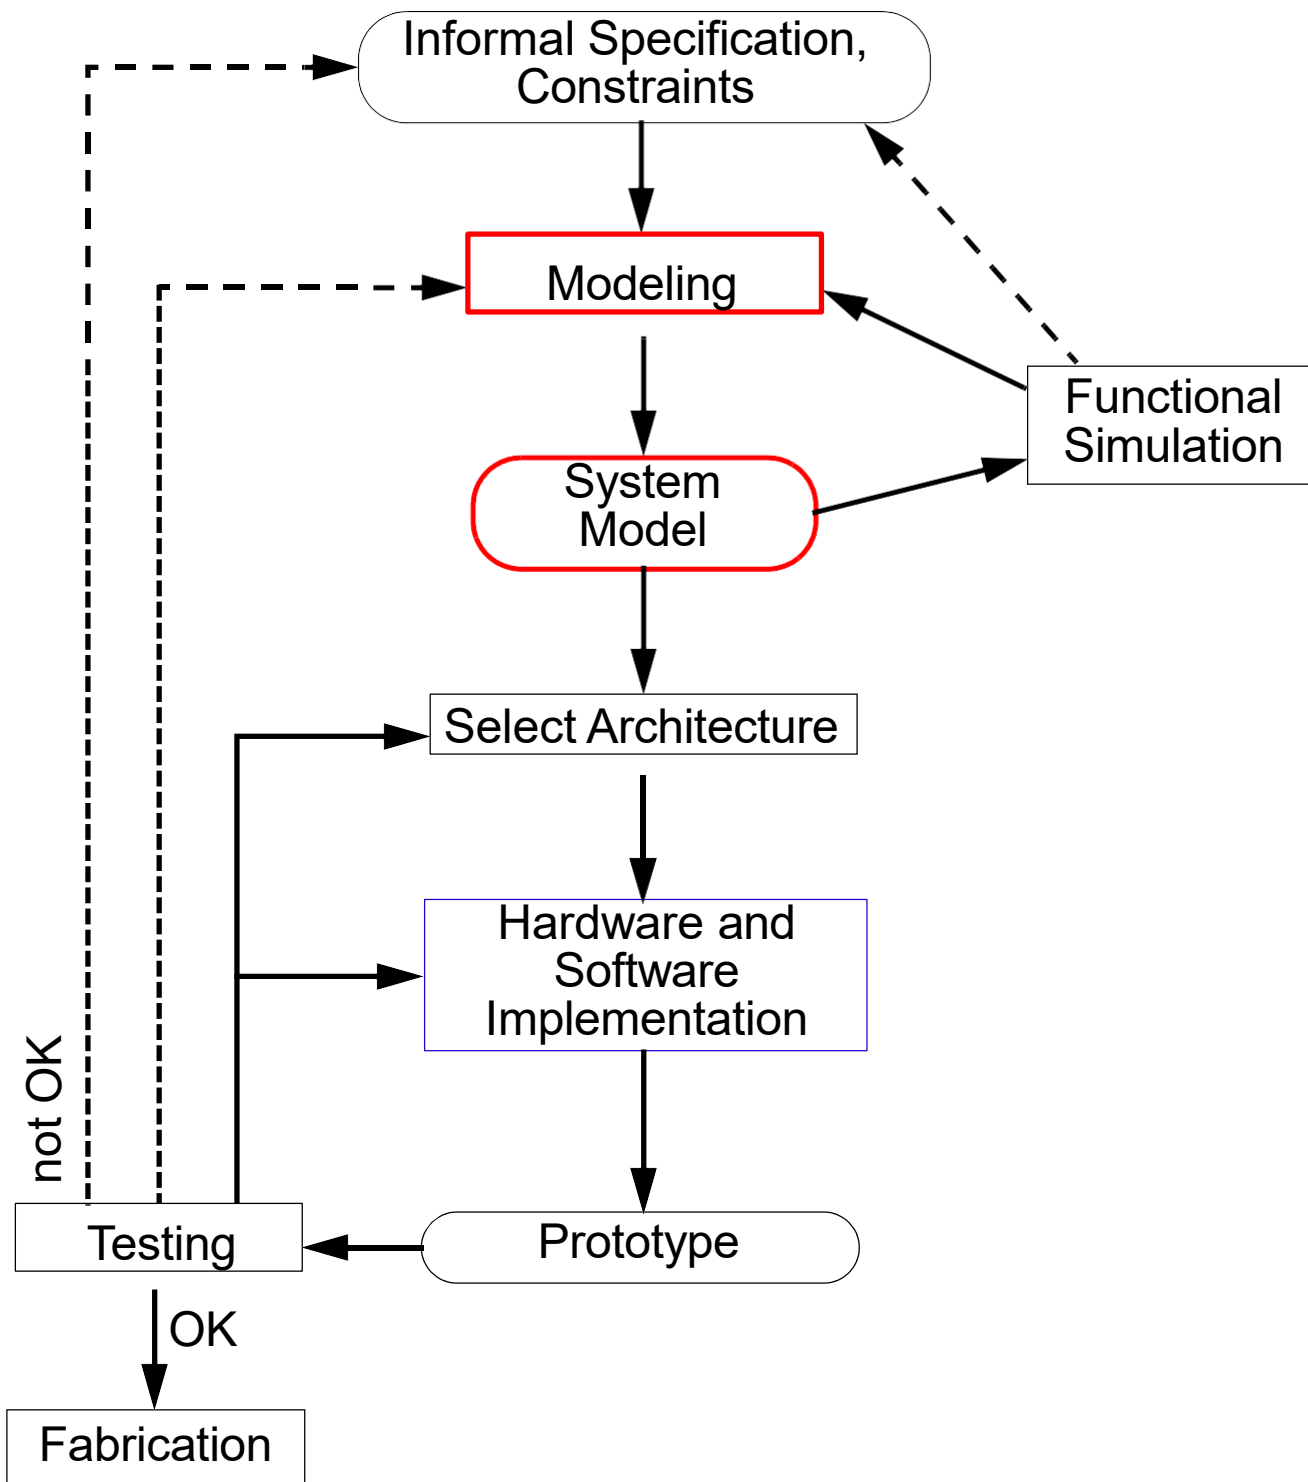 Informal Specification,
Constraints
Modeling
Functional
Simulation
System
Model
Select Architecture
Hardware and
Software
Implementation
not OK
Testing
Prototype
OK
Fabrication